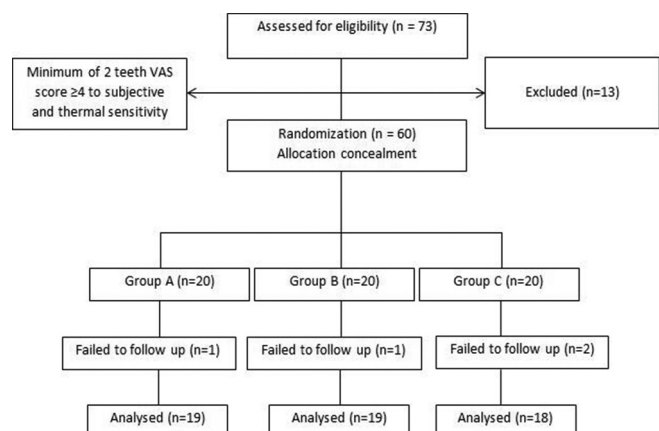 Assessed for eligibility (n = 73)
Minimum of 2 teeth VAS
score ≥4 to subjective
and thermal sensitivity
Excluded (n=13)
Randomization (n = 60)
Allocation concealment
Group A (n=20)
Group B (n=20)
Group C (n=20)
Failed to follow up (n=1)
Failed to follow up (n=1)
Failed to follow up (n=2)
Analysed (n=19)
Analysed (n=19)
Analysed (n=18)